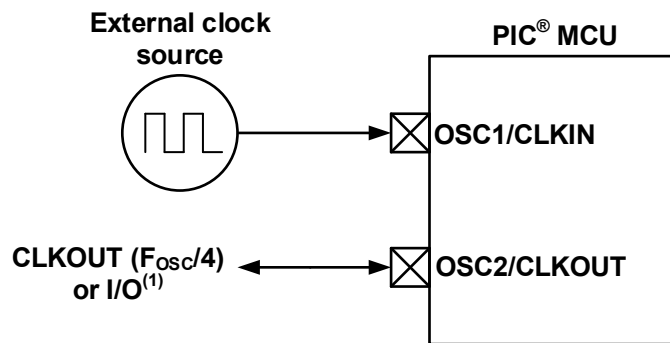 External clock
source
PIC® MCU
OSC1/CLKIN
CLKOUT (FOSC/4)
or I/O(1)
OSC2/CLKOUT